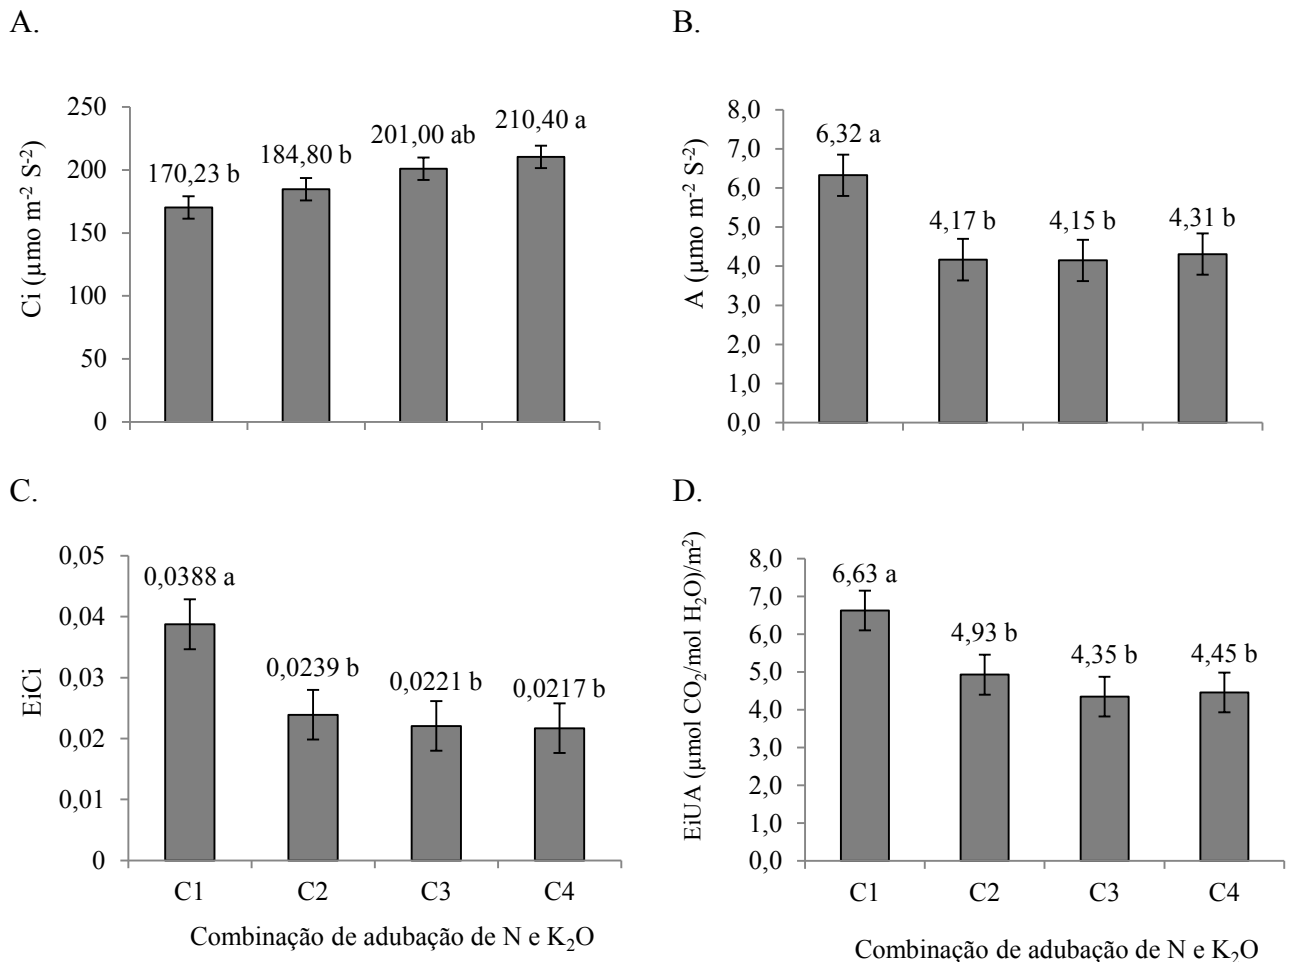 A.
250
200
150
100
50
0
Ci (µmo m⁻² S⁻²)
170,23 b
184,80 b
201,00 ab
210,40 a
B.
8,0
7,0
6,0
5,0
4,0
3,0
2,0
1,0
0,0
A (µmo m⁻² S⁻²)
6,32 a
4,17 b
4,15 b
4,31 b
C.
0,05
0,04
0,03
0,02
0,01
0
EiCi
0,0388 a
0,0239 b
0,0221 b
0,0217 b
C1 C2 C3 C4
Combinação de adubação de N e K₂O
D.
8,0
7,0
6,0
5,0
4,0
3,0
2,0
1,0
0,0
EiUA (µmol CO₂/mol H₂O)/m²)
6,63 a
4,93 b
4,35 b
4,45 b
C1 C2 C3 C4
Combinação de adubação de N e K₂O